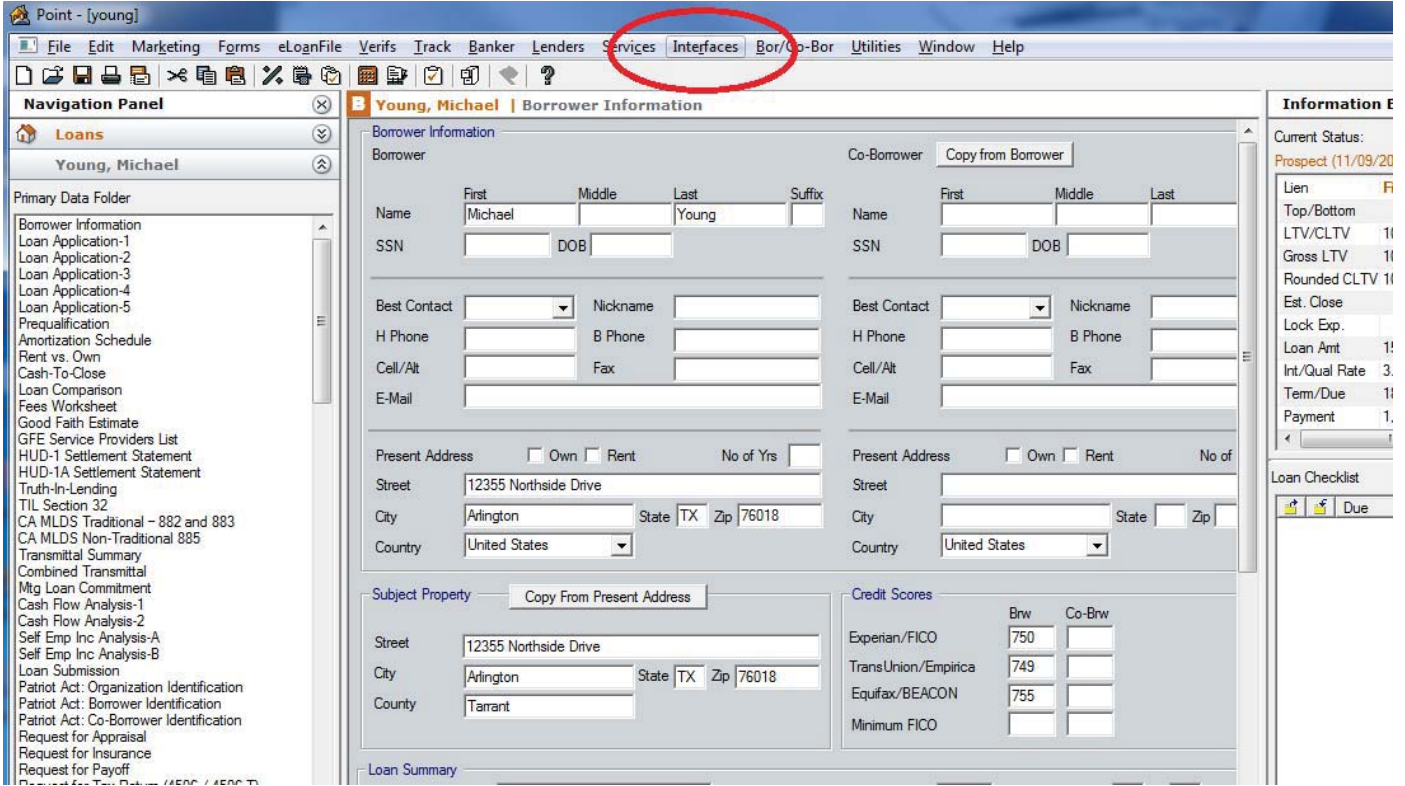 Point - [young]
File Edit Marketing Forms eLoanFile Verifs Track Banker Lenders Services Interfaces Bor/Co-Bor Utilities Window Help
Navigation Panel
Loans
Young, Michael
Primary Data Folder
Borrower Information
Loan Application-1
Loan Application-2
Loan Application-3
Loan Application-4
Loan Application-5
Prequalification
Amortization Schedule
Rent vs. Own
Cash-To-Close
Loan Comparison
Fees Worksheet
Good Faith Estimate
GFE Service Providers List
HUD-1 Settlement Statement
HUD-1A Settlement Statement
Truth-In-Lending
TIL Section 32
CA MLDS Traditional – 882 and 883
CA MLDS Non-Traditional 885
Transmittal Summary
Combined Transmittal
Mtg Loan Commitment
Cash Flow Analysis-1
Cash Flow Analysis-2
Self Emp Inc Analysis-A
Self Emp Inc Analysis-B
Loan Submission
Patriot Act: Organization Identification
Patriot Act: Borrower Identification
Patriot Act: Co-Borrower Identification
Request for Appraisal
Request for Insurance
Request for Payoff
B Young, Michael | Borrower Information
Borrower Information
Borrower
First Middle Last Suffix
Name Michael Young
SSN DOB
Best Contact Nickname
H Phone B Phone
Cell/Alt Fax
E-Mail
Present Address Own Rent No of Yrs
Street 12355 Northside Drive
City Arlington State TX Zip 76018
Country United States
Co-Borrower Copy from Borrower
First Middle Last
Name
SSN DOB
Best Contact Nickname
H Phone B Phone
Cell/Alt Fax
E-Mail
Present Address Own Rent No of
Street
City State Zip
Country United States
Subject Property Copy From Present Address
Street 12355 Northside Drive
City Arlington State TX Zip 76018
County Tarrant
Credit Scores
Brw Co-Brw
Experian/FICO 750
TransUnion/Empirica 749
Equifax/BEACON 755
Minimum FICO
Loan Summary
Information
Current Status:
Prospect (11/09/20
Lien
Top/Bottom
LTV/CLTV
Gross LTV
Rounded CLTV
Est. Close
Lock Exp.
Loan Amt
Int/Qual Rate 3.
Term/Due
Payment 1,
Loan Checklist
Due